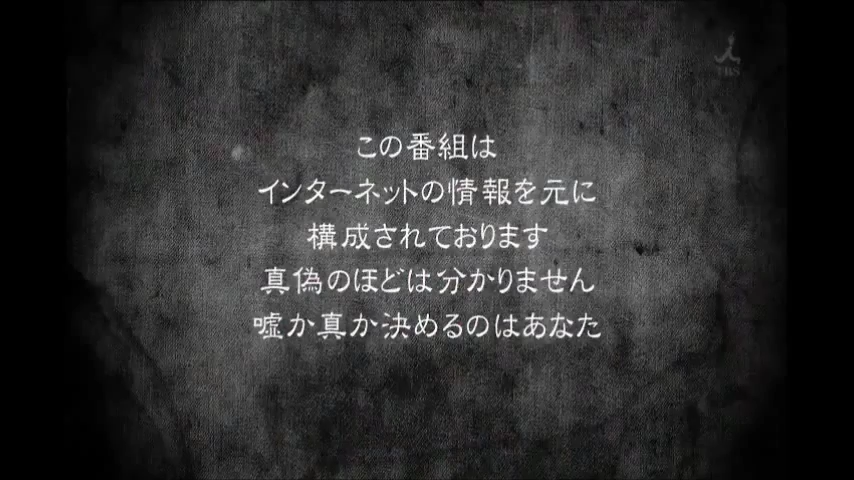 TBS
この番組は
インターネットの情報を元に
構成されております
真偽のほどは分かりません
嘘か真か決めるのはあなた